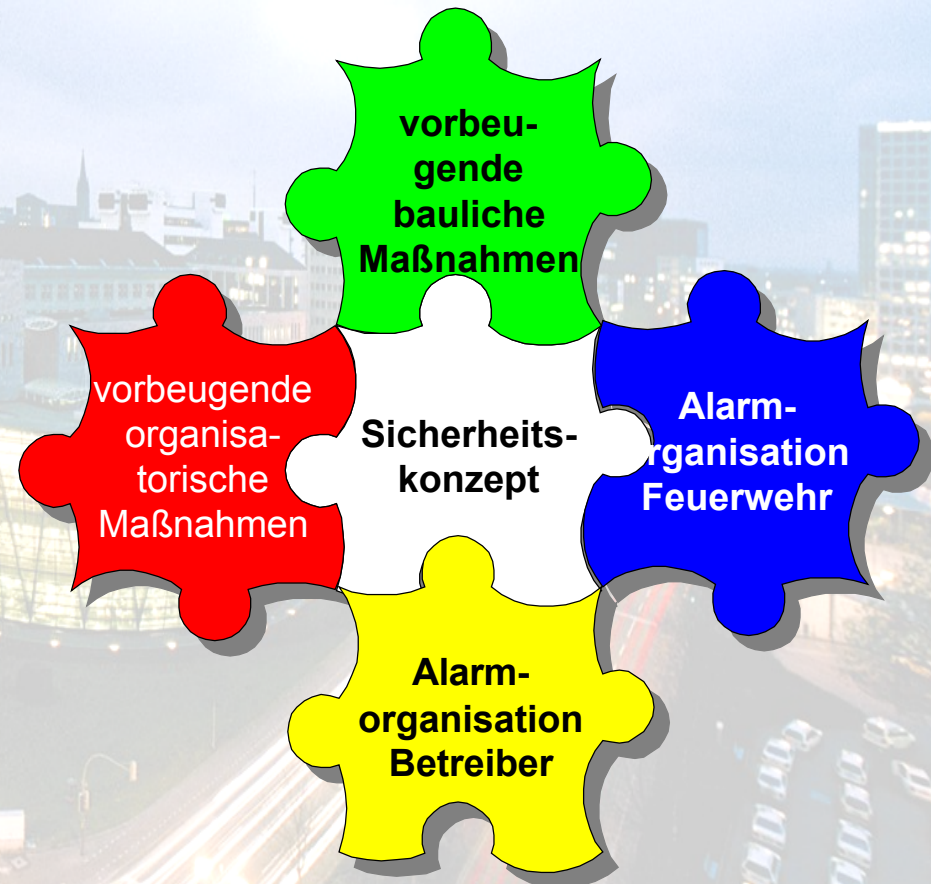 vorbeu-
gende
bauliche
Maßnahmen
vorbeugende
organisa-
torische
Maßnahmen
Sicherheits-
konzept
Alarm-
rganisation
Feuerwehr
Alarm-
organisation
Betreiber